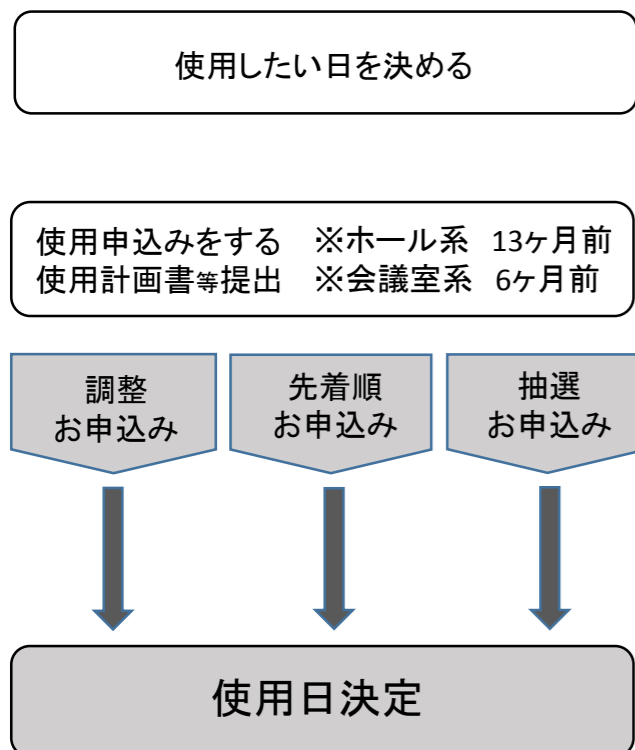 使用したい日を決める
使用申込みをする ※ホール系 13ヶ月前
使用計画書等提出 ※会議室系 6ヶ月前
調整
お申込み
先着順
お申込み
抽選
お申込み
使用日決定